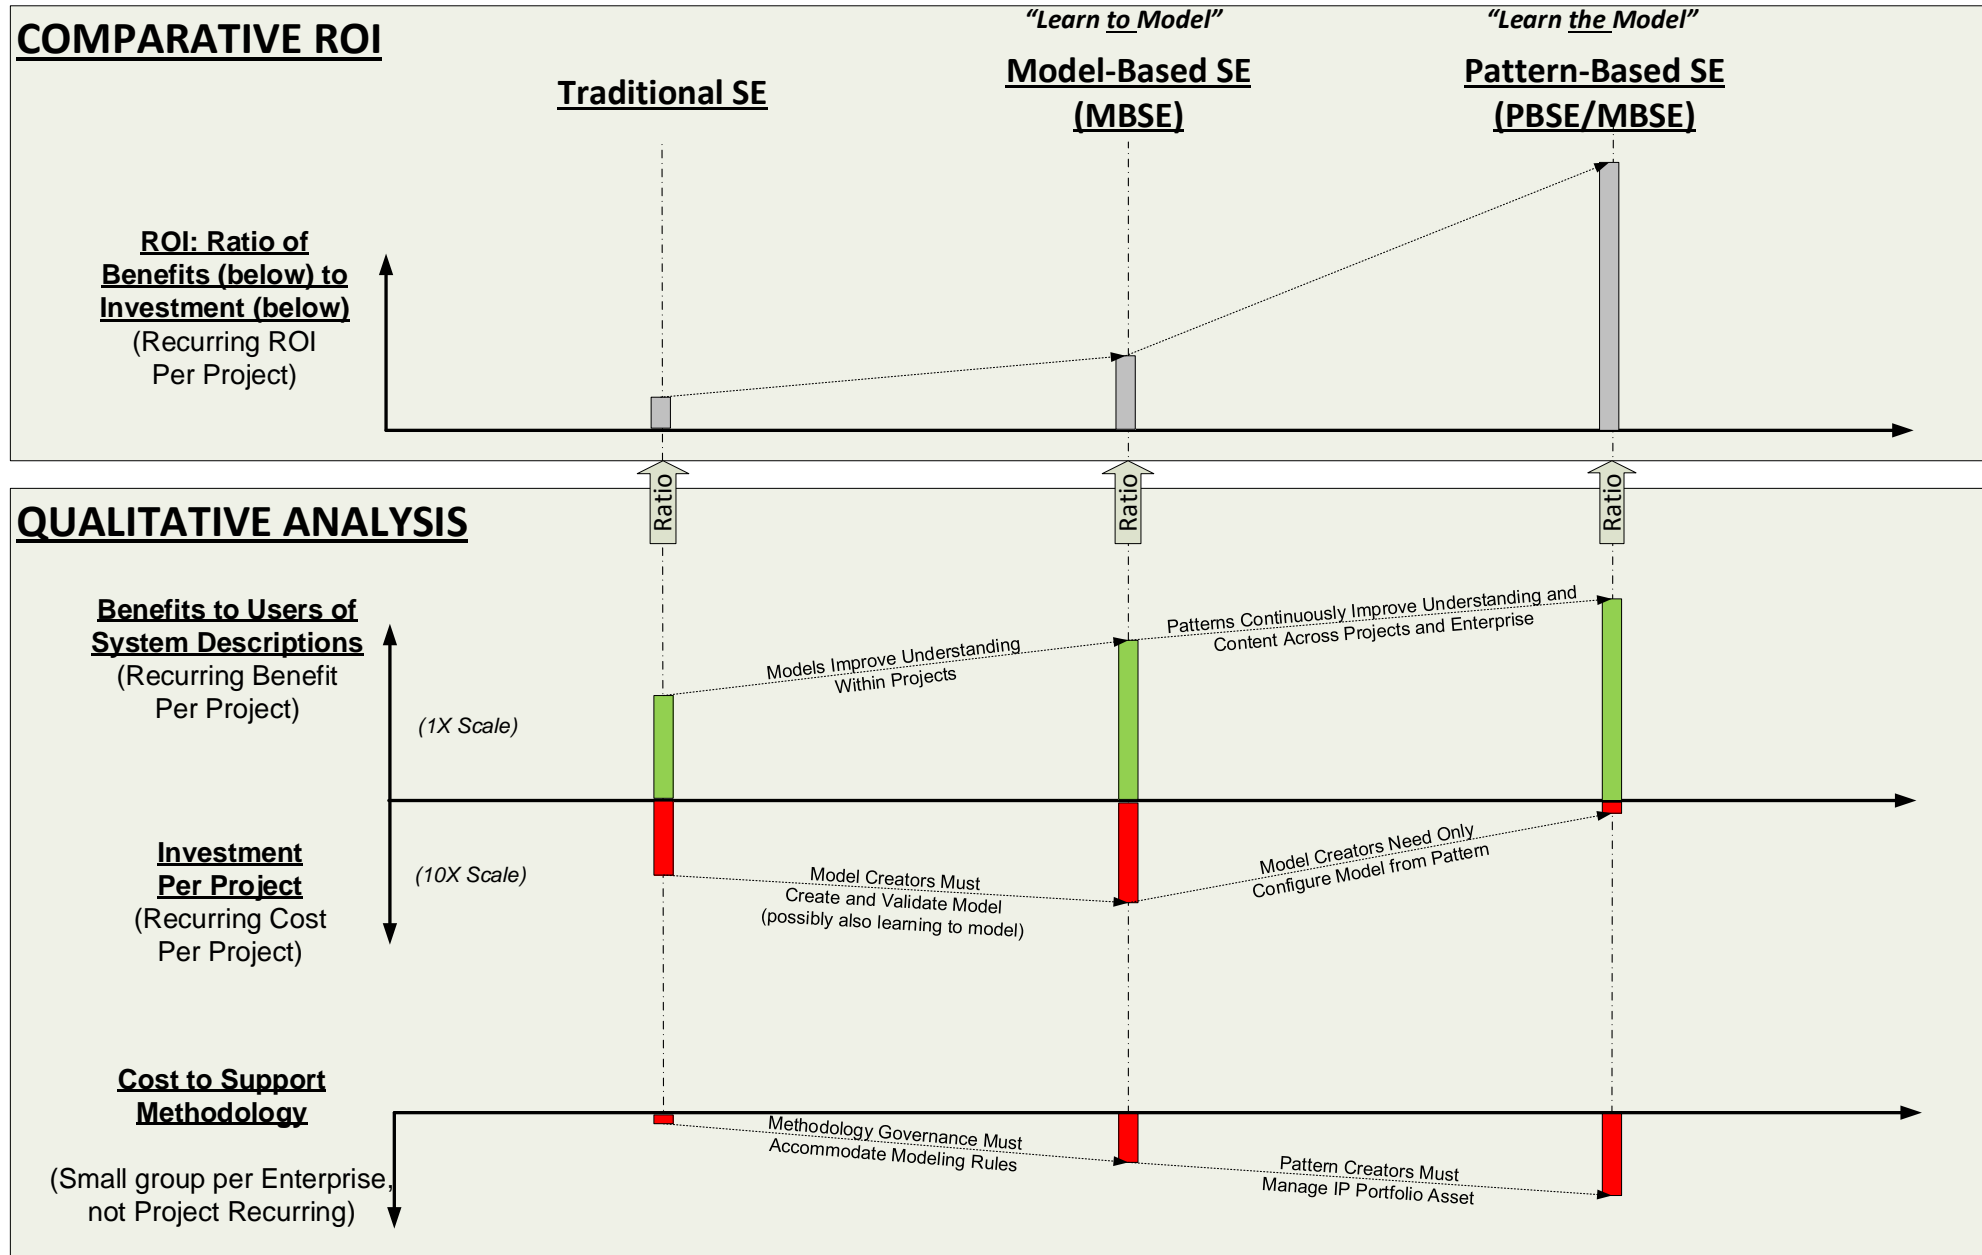 COMPARATIVE ROI
"Learn to Model"
"Learn the Model"
Traditional SE
Model-Based SE
(MBSE)
Pattern-Based SE
(PBSE/MBSE)
ROI: Ratio of
Benefits (below) to
Investment (below)
(Recurring ROI
Per Project)
Ratio
Ratio
Ratio
QUALITATIVE ANALYSIS
Benefits to Users of
System Descriptions
(Recurring Benefit
Per Project)
(1X Scale)
Models Improve Understanding
Within Projects
Patterns Continuously Improve Understanding and
Content Across Projects and Enterprise
Investment
Per Project
(Recurring Cost
Per Project)
(10X Scale)
Model Creators Must
Create and Validate Model
(possibly also learning to model)
Model Creators Need Only
Configure Model from Pattern
Cost to Support
Methodology
(Small group per Enterprise,
not Project Recurring)
Methodology Governance Must
Accommodate Modeling Rules
Pattern Creators Must
Manage IP Portfolio Asset